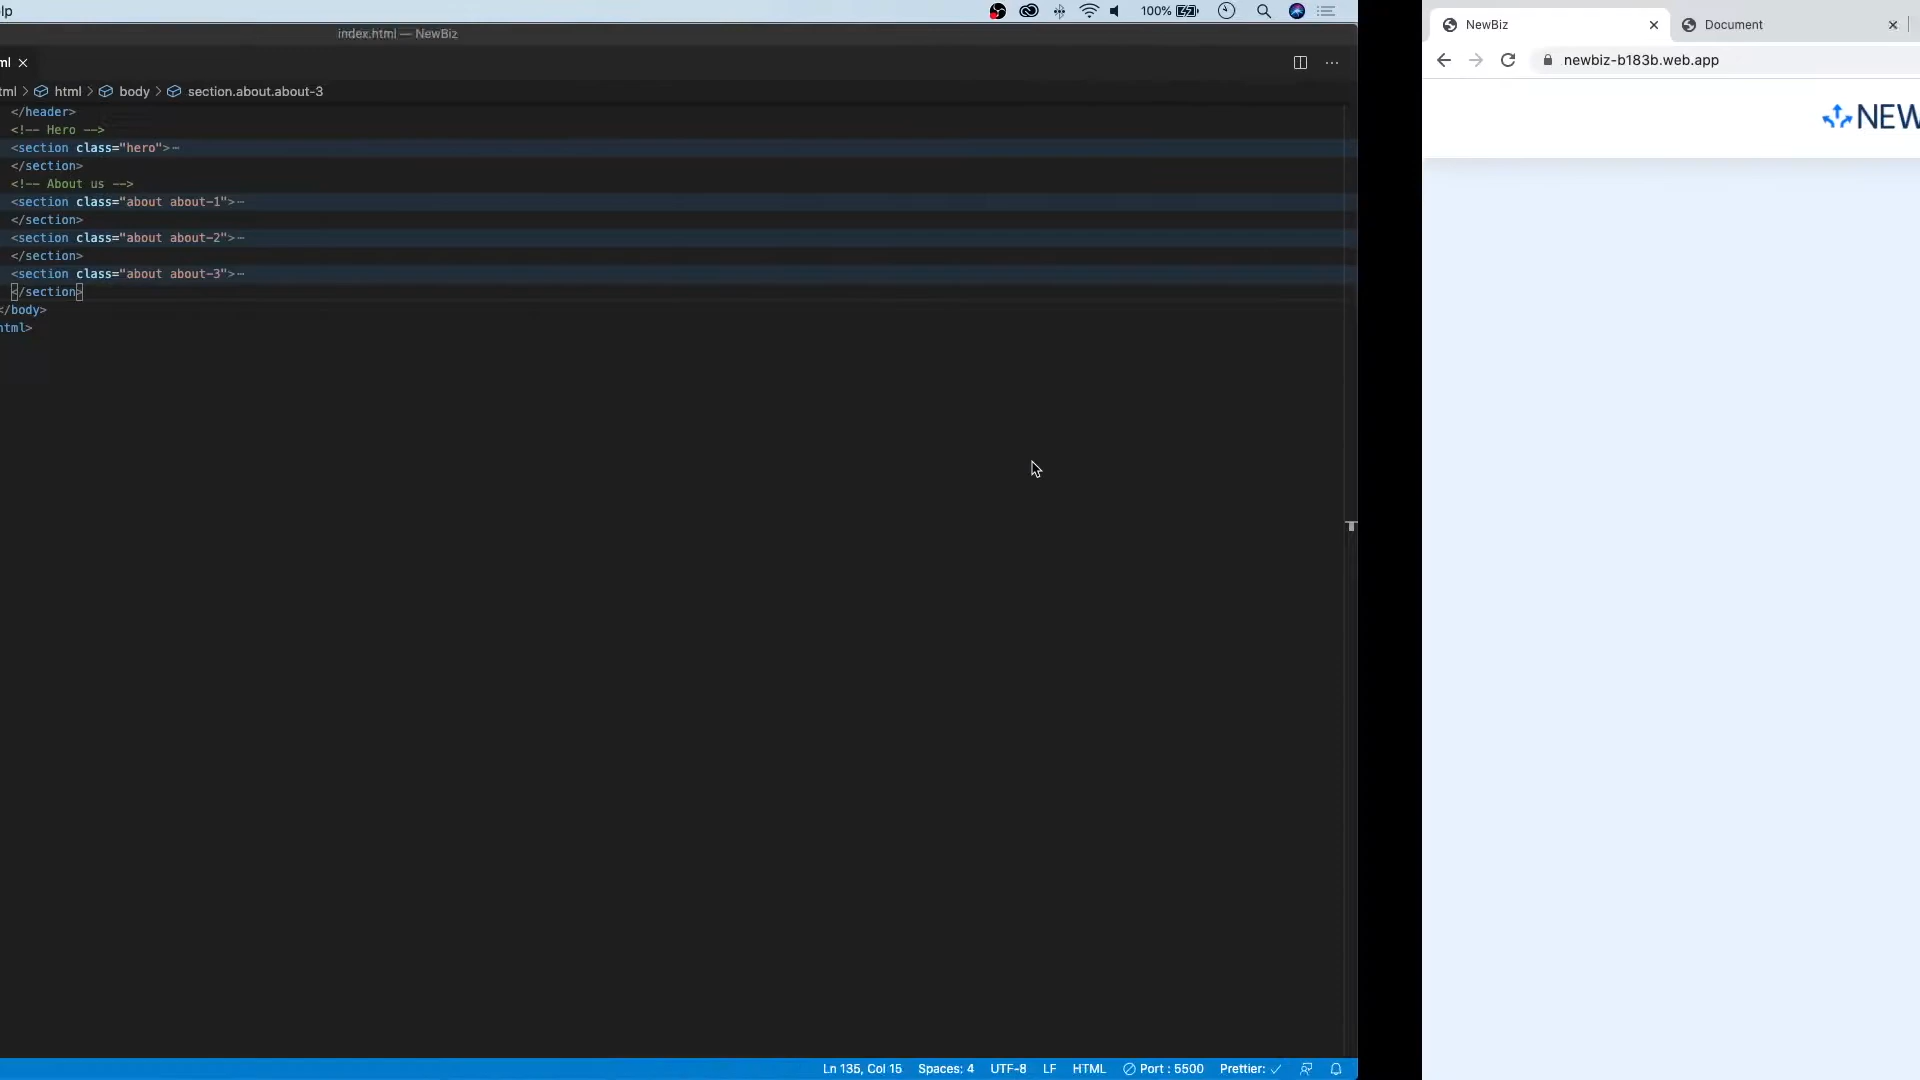 lp
100%
index.html — NewBiz
ml
tml > html > body > section.about.about-3
</header>
<!-- Hero -->
<section class="hero">⋯
</section>
<!-- About us -->
<section class="about about-1">⋯
</section>
<section class="about about-2">⋯
</section>
<section class="about about-3">⋯
</section>
</body>
html>
Ln 135, Col 15 Spaces: 4 UTF-8 LF HTML Port : 5500 Prettier: ✓
NewBiz Document
newbiz-b183b.web.app
NEW